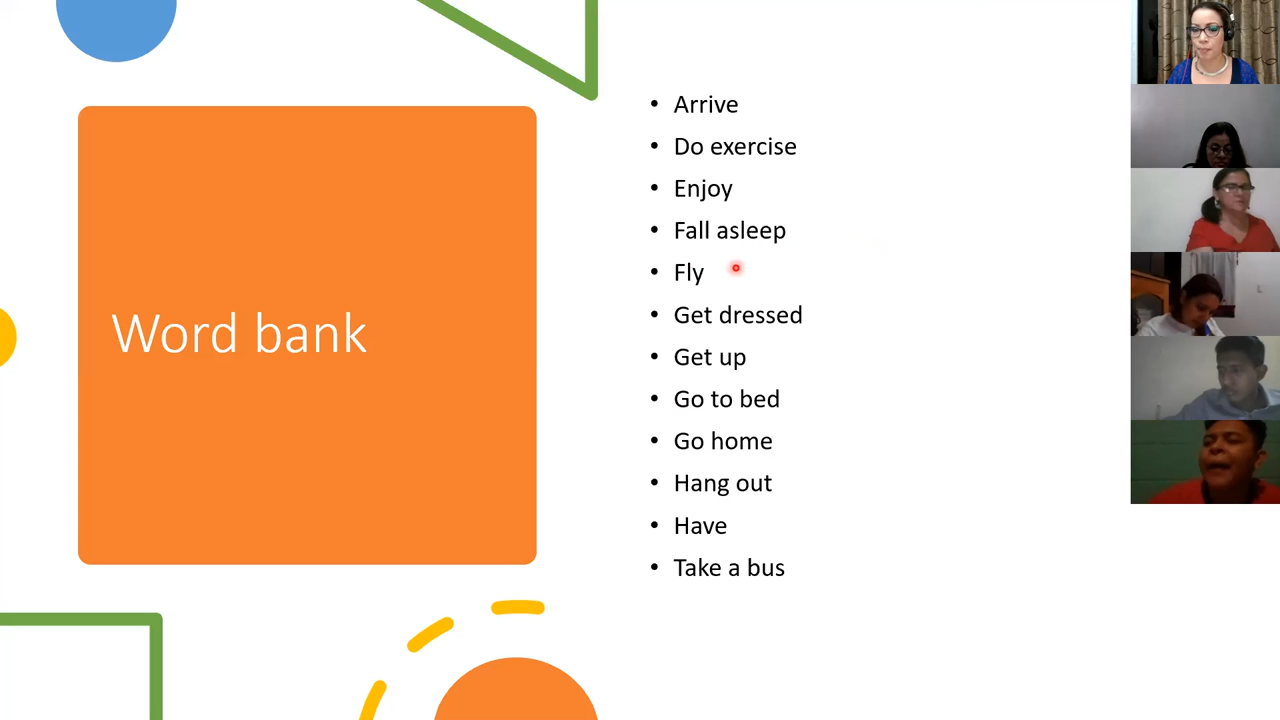 Word bank
• Arrive
• Do exercise
• Enjoy
• Fall asleep
• Fly
• Get dressed
• Get up
• Go to bed
• Go home
• Hang out
• Have
• Take a bus